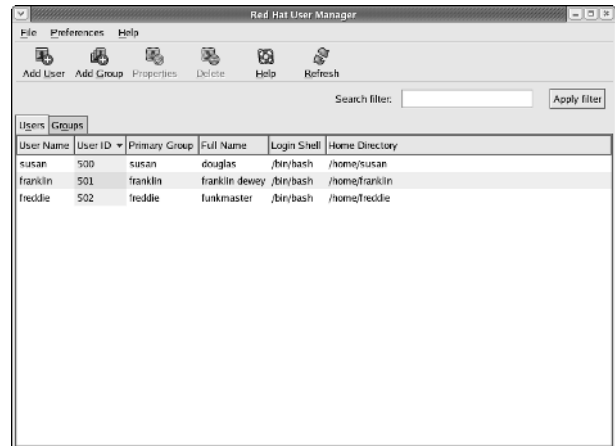 Red Hat User Manager
File Preferences Help
Add User Add Group Properties Delete Help Refresh
Search filter: Apply filter
Users Groups
User Name User ID Primary Group Full Name Login Shell Home Directory
susan 500 susan douglas /bin/bash /home/susan
franklin 501 franklin franklin dewey /bin/bash /home/franklin
freddie 502 freddie funkmaster /bin/bash /home/freddie